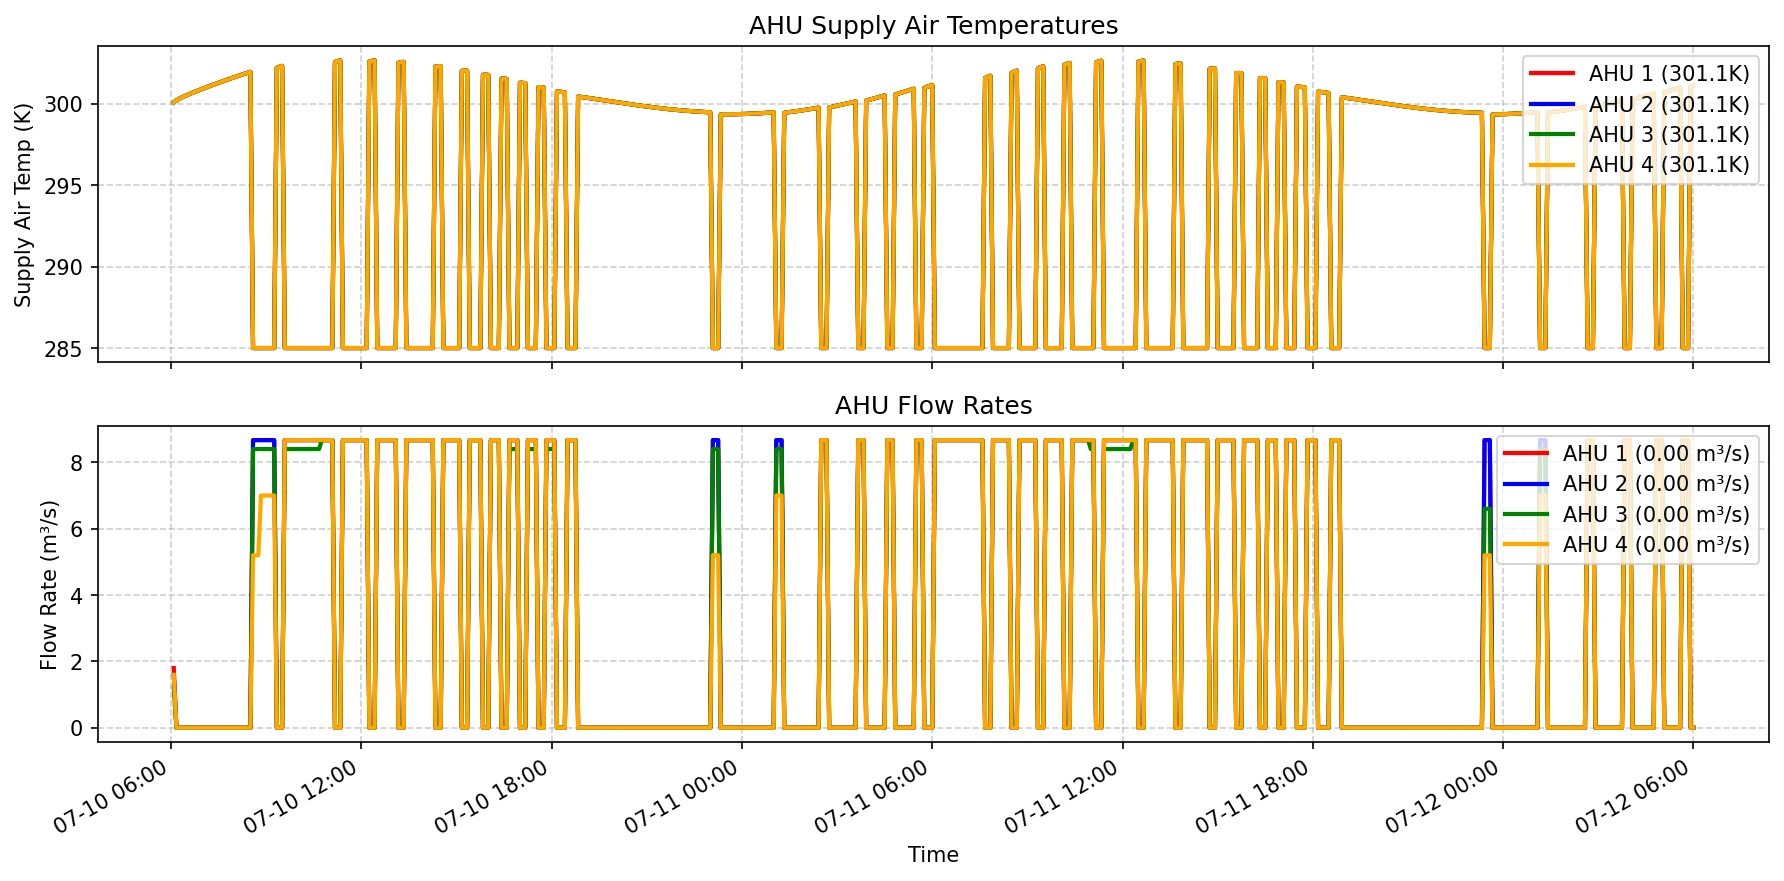 AHU Supply Air Temperatures
Supply Air Temp (K)
300
295
290
285
AHU 1 (301.1K)
AHU 2 (301.1K)
AHU 3 (301.1K)
AHU 4 (301.1K)
AHU Flow Rates
Flow Rate (m³/s)
8
6
4
2
0
AHU 1 (0.00 m³/s)
AHU 2 (0.00 m³/s)
AHU 3 (0.00 m³/s)
AHU 4 (0.00 m³/s)
07-10 06:00
07-10 12:00
07-10 18:00
07-11 00:00
07-11 06:00
07-11 12:00
07-11 18:00
07-12 00:00
07-12 06:00
Time